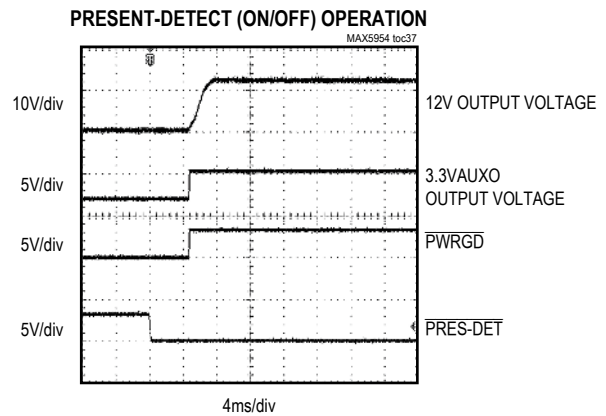 PRESENT-DETECT (ON/OFF) OPERATION
MAX5954 toc37
10V/div
12V OUTPUT VOLTAGE
5V/div
3.3VAUXO
OUTPUT VOLTAGE
5V/div
PWRGD
5V/div
PRES-DET
4ms/div